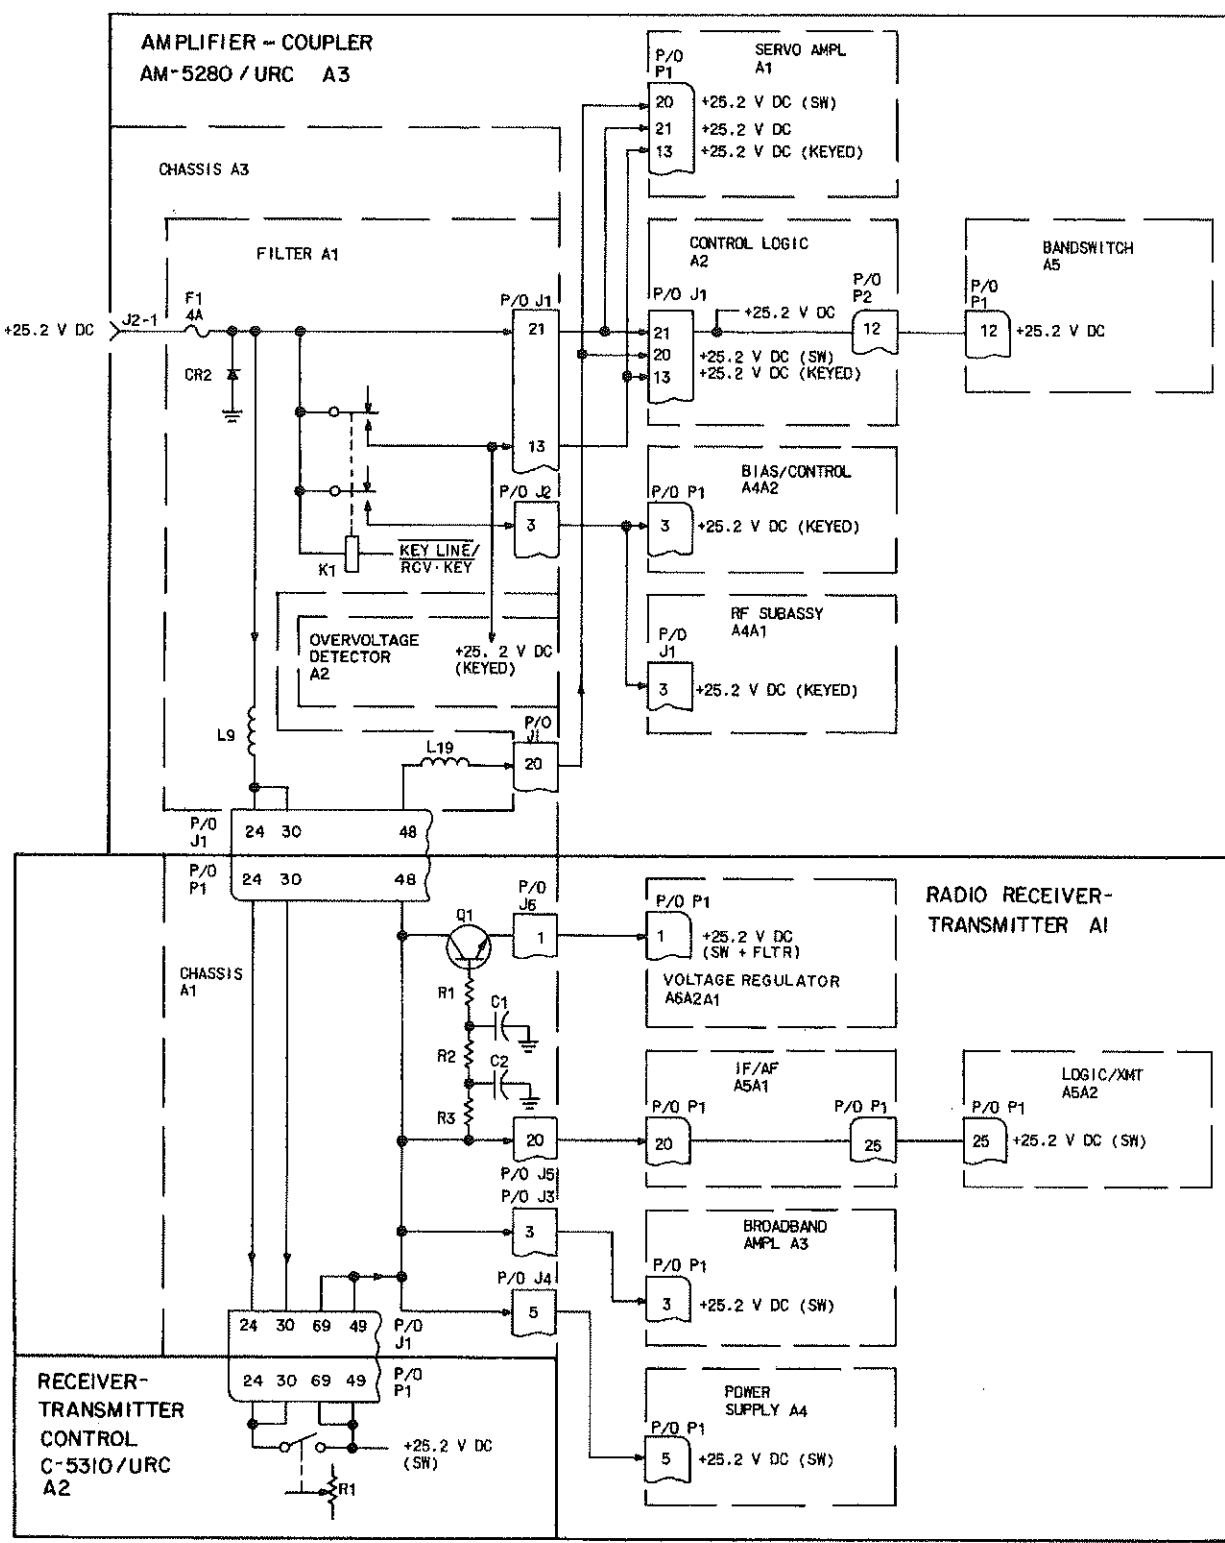 AMPLIFIER - COUPLER
AM-5280 / URC A3
CHASSIS A3
FILTER A1
+25.2 V DC
J2-1
F1
4A
CR2
K1
KEY LINE/
RCV·KEY
OVERVOLTAGE
DETECTOR
A2
+25.2 V DC
(KEYED)
L9
L19
P/O J1
21
13
P/O J2
3
P/O
J1
20
P/O
P1
SERVO AMPL
A1
20 +25.2 V DC (SW)
21 +25.2 V DC
13 +25.2 V DC (KEYED)
CONTROL LOGIC
A2
P/O J1
21
+25.2 V DC
20 +25.2 V DC (SW)
13 +25.2 V DC (KEYED)
P/O
P2
12
BANDSWITCH
A5
P/O
P1
12 +25.2 V DC
BIAS/CONTROL
A4A2
P/O P1
3 +25.2 V DC (KEYED)
RF SUBASSY
A4A1
P/O
J1
3 +25.2 V DC (KEYED)
P/O
J1
24 30 48
P/O
P1
24 30 48
RADIO RECEIVER-
TRANSMITTER A1
CHASSIS
A1
Q1
R1
C1
R2
C2
R3
P/O
J6
1
20
P/O J5
P/O J3
3
P/O J4
5
P/O P1
1 +25.2 V DC
(SW + FLTR)
VOLTAGE REGULATOR
A6A2A1
IF/AF
A5A1
P/O P1
20
P/O P1
25
LOGIC/XMT
A5A2
P/O P1
25 +25.2 V DC (SW)
BROADBAND
AMPL A3
P/O P1
3 +25.2 V DC (SW)
POWER
SUPPLY A4
P/O P1
5 +25.2 V DC (SW)
24 30 69 49
P/O
J1
24 30 69 49
P/O
P1
RECEIVER-
TRANSMITTER
CONTROL
C-5310/URC
A2
+25.2 V DC
(SW)
R1